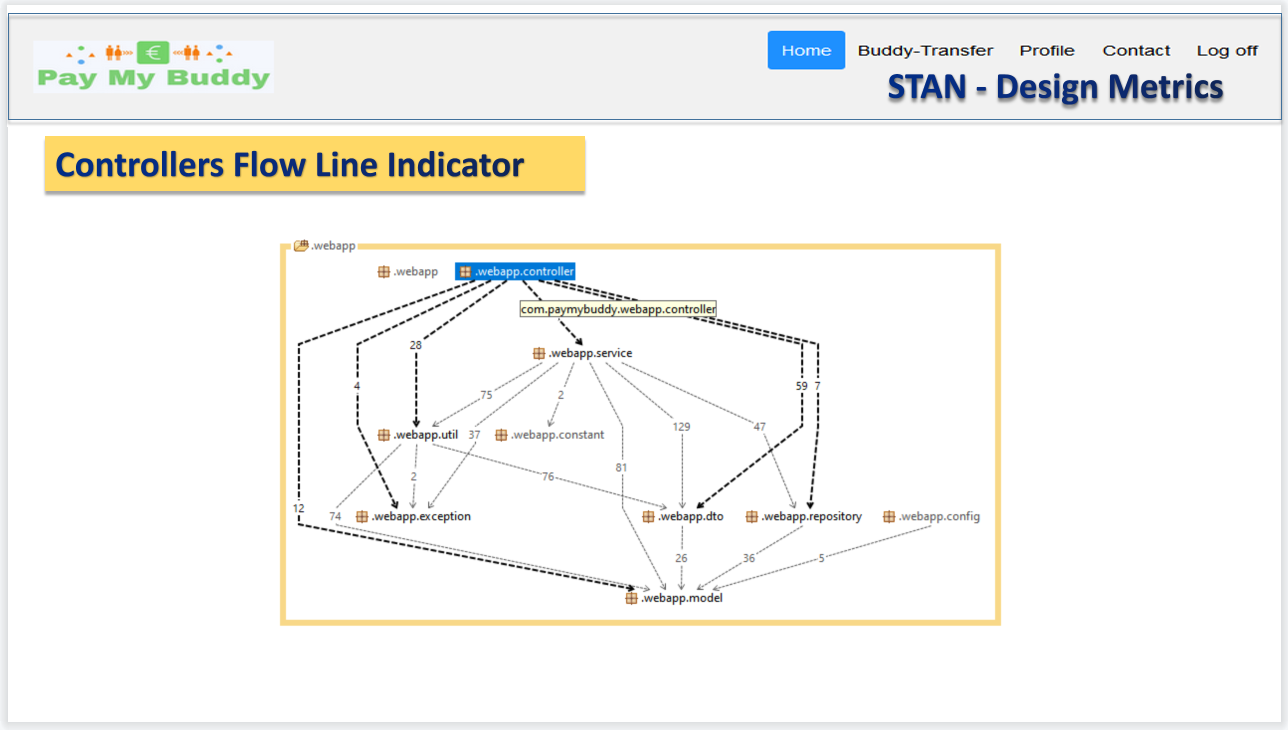 €
Pay My Buddy
Home Buddy-Transfer Profile Contact Log off
STAN - Design Metrics
Controllers Flow Line Indicator
.webapp
.webapp .webapp.controller
com.paymybuddy.webapp.controller
28
.webapp.service
4 75 2 59 7
.webapp.util 37 .webapp.constant 129 47
2 76 81
12 74 .webapp.exception .webapp.dto .webapp.repository .webapp.config
26 36 5
.webapp.model